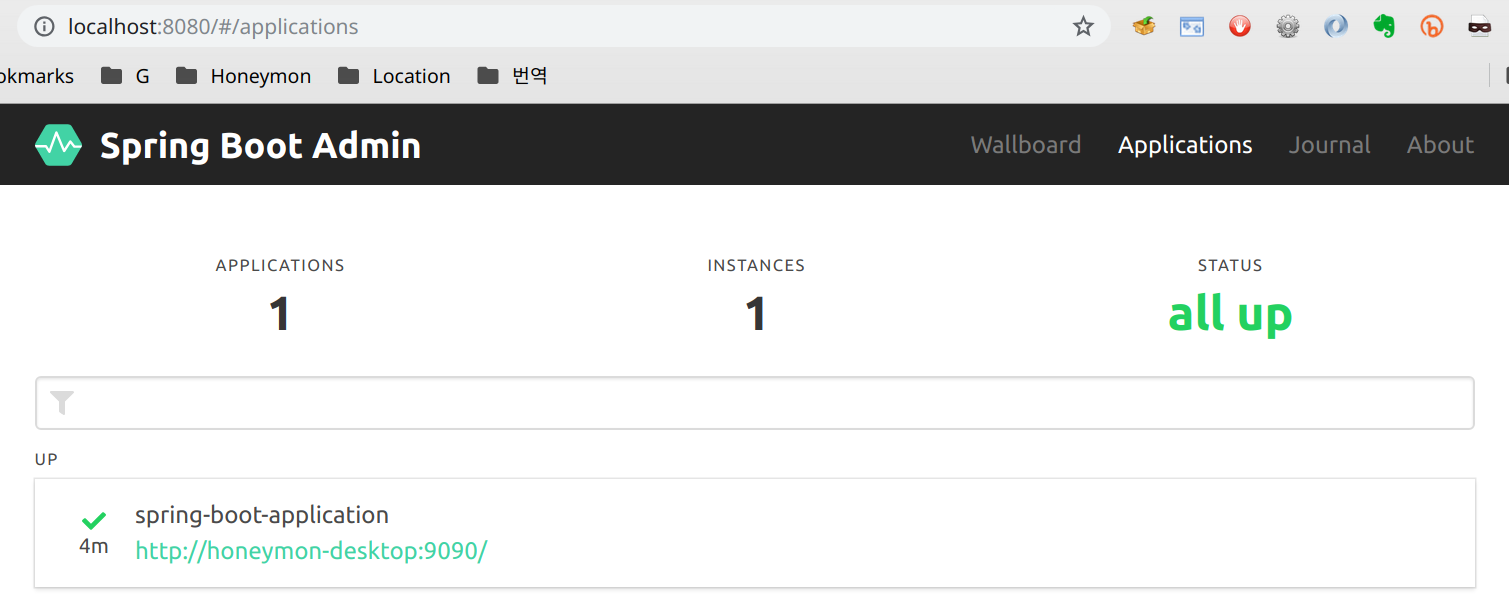 localhost:8080/#/applications
okmarks G Honeymon Location 번역
Spring Boot Admin Wallboard Applications Journal About
APPLICATIONS INSTANCES STATUS
1 1 all up
UP
spring-boot-application
4m http://honeymon-desktop:9090/